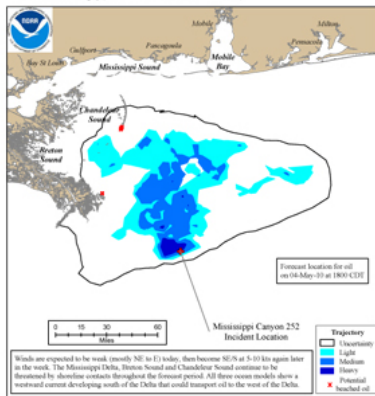 NOAA
Mobile
Milton
Gulfport
Pascagoula
Pensacola
Bay St Louis
Mississippi Sound
Mobile
Bay
Chandeleur
Sound
Breton
Sound
Forecast location for oil
on 04-May-10 at 1800 CDT
Mississippi Canyon 252
Incident Location
0 10 20 30 40 50
Miles
Trajectory
Uncertainty
Light
Medium
Heavy
Potential
beached oil
Winds are expected to be weak (mostly NE to E) today, then become SE/S at 5-10 kts again later
in the week. The Mississippi Delta, Breton Sound and Chandeleur Sound continue to be
threatened by shoreline contacts throughout the forecast period. All three ocean models show a
westward current developing south of the Delta that could transport oil to the west of the Delta.